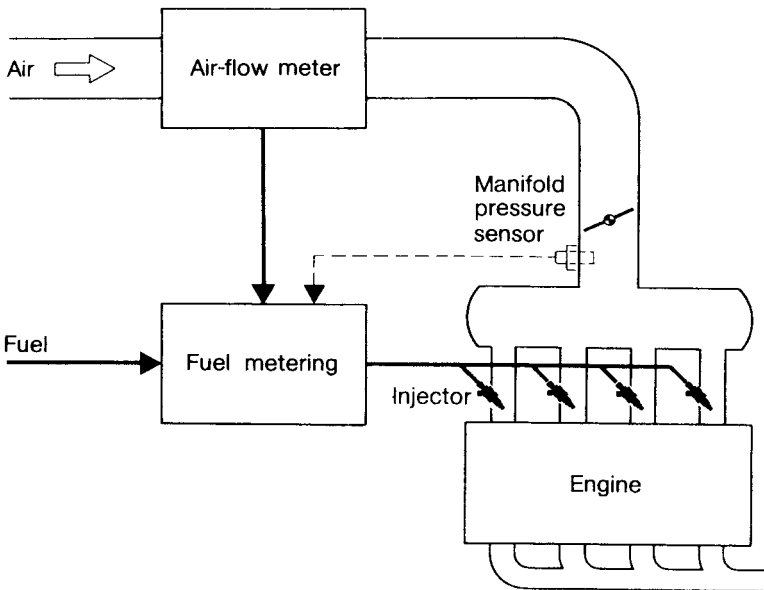 Air
Air-flow meter
Manifold
pressure
sensor
Fuel
Fuel metering
Injector
Engine